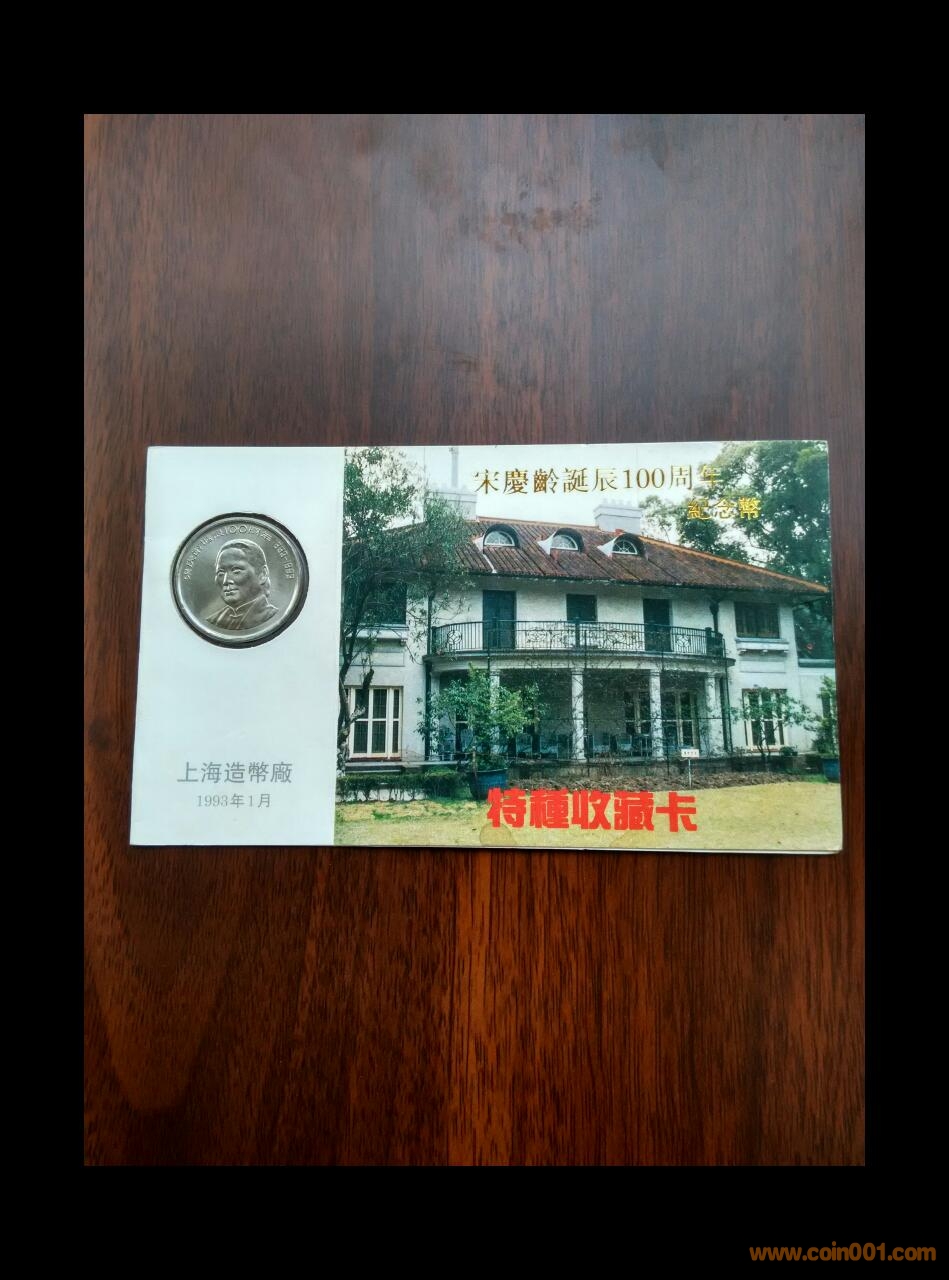 宋慶齡誕辰100周年
紀念幣
上海造幣廠
1993年1月
特種收藏卡
www.coin001.com